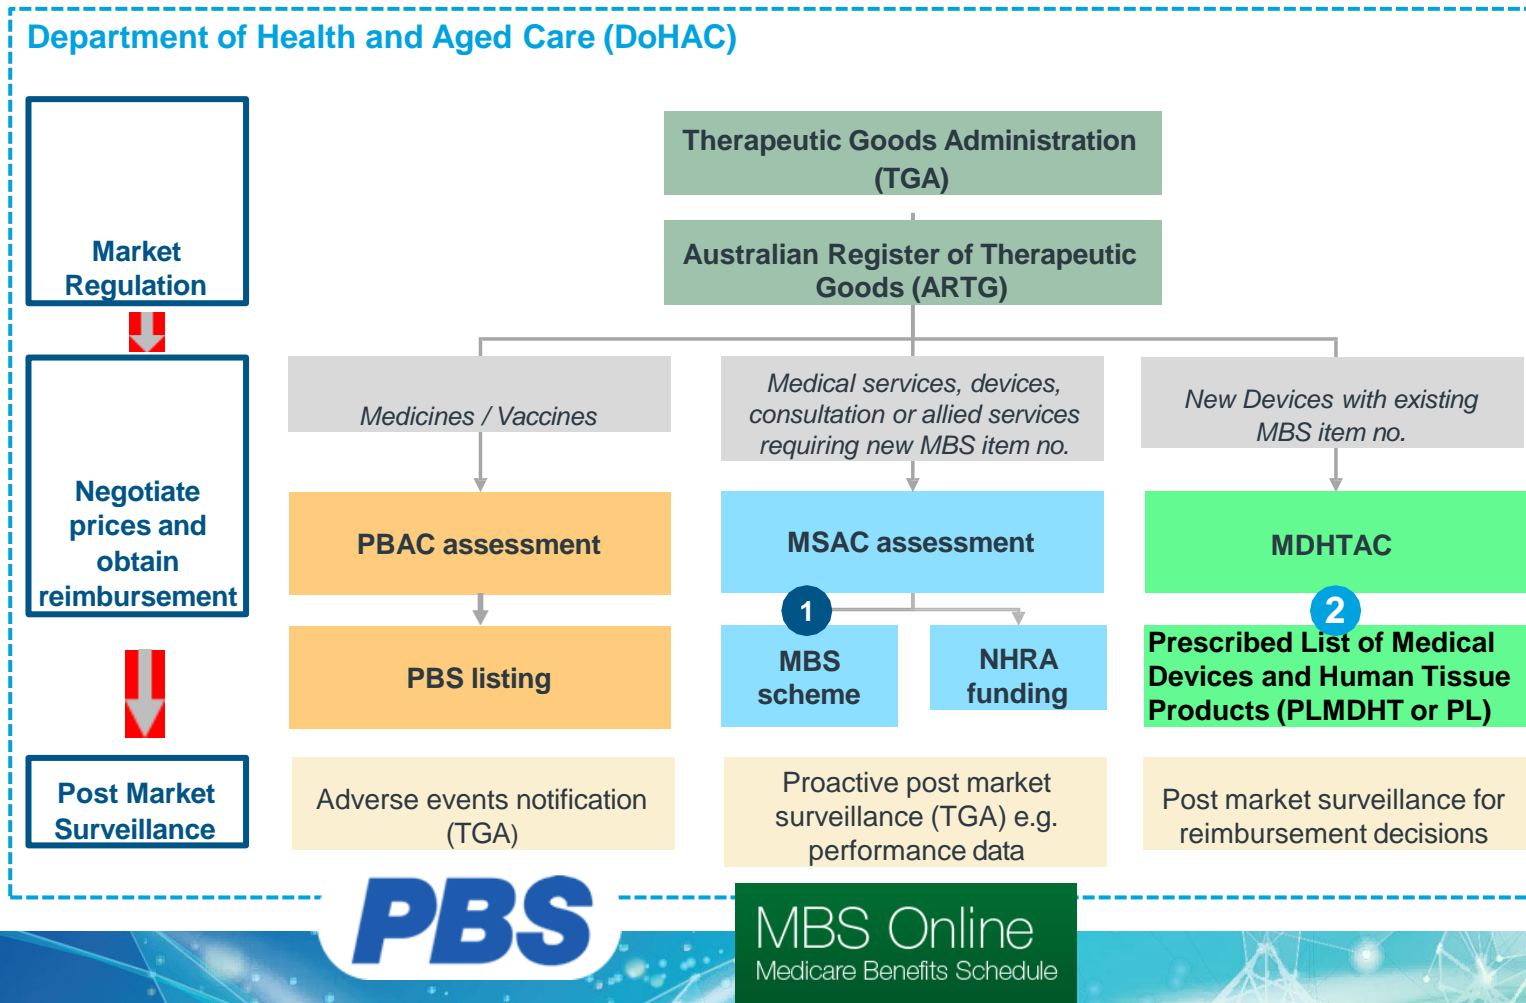 Department of Health and Aged Care (DoHAC)
Market
Regulation
Therapeutic Goods Administration
(TGA)
Australian Register of Therapeutic
Goods (ARTG)
Negotiate
prices and
obtain
reimbursement
Medicines / Vaccines
Medical services, devices,
consultation or allied services
requiring new MBS item no.
New Devices with existing
MBS item no.
PBAC assessment
MSAC assessment
MDHTAC
1
2
PBS listing
MBS
scheme
NHRA
funding
Prescribed List of Medical
Devices and Human Tissue
Products (PLMDHT or PL)
Post Market
Surveillance
Adverse events notification
(TGA)
Proactive post market
surveillance (TGA) e.g.
performance data
Post market surveillance for
reimbursement decisions
PBS
MBS Online
Medicare Benefits Schedule